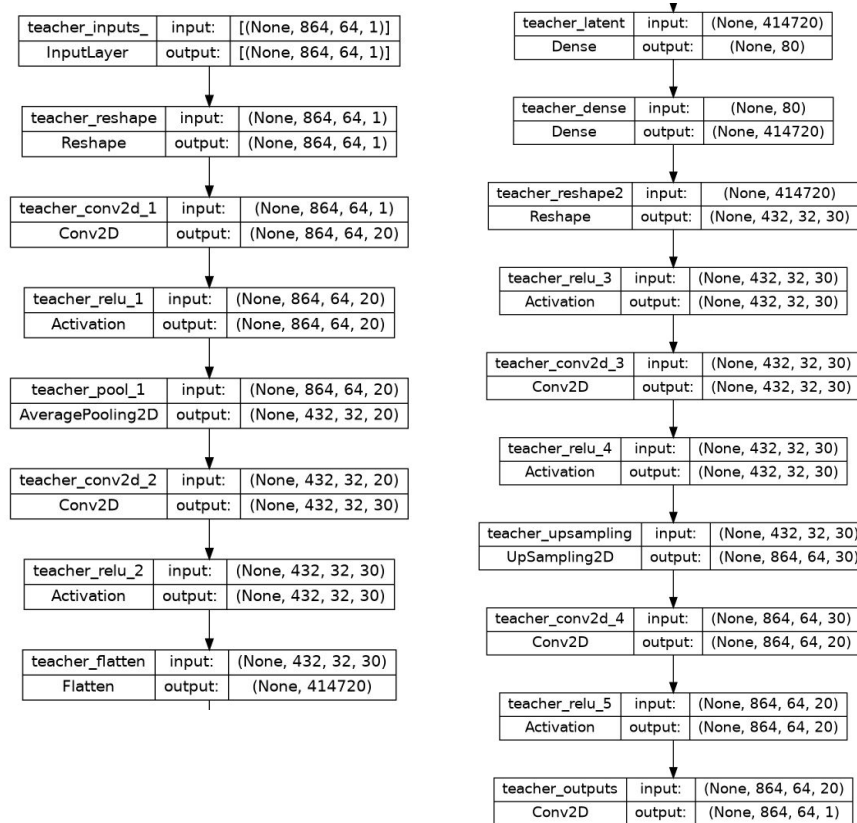 teacher_inputs_ input: [(None, 864, 64, 1)]
InputLayer output: [(None, 864, 64, 1)]
teacher_reshape input: (None, 864, 64, 1)
Reshape output: (None, 864, 64, 1)
teacher_conv2d_1 input: (None, 864, 64, 1)
Conv2D output: (None, 864, 64, 20)
teacher_relu_1 input: (None, 864, 64, 20)
Activation output: (None, 864, 64, 20)
teacher_pool_1 input: (None, 864, 64, 20)
AveragePooling2D output: (None, 432, 32, 20)
teacher_conv2d_2 input: (None, 432, 32, 20)
Conv2D output: (None, 432, 32, 30)
teacher_relu_2 input: (None, 432, 32, 30)
Activation output: (None, 432, 32, 30)
teacher_flatten input: (None, 432, 32, 30)
Flatten output: (None, 414720)
teacher_latent input: (None, 414720)
Dense output: (None, 80)
teacher_dense input: (None, 80)
Dense output: (None, 414720)
teacher_reshape2 input: (None, 414720)
Reshape output: (None, 432, 32, 30)
teacher_relu_3 input: (None, 432, 32, 30)
Activation output: (None, 432, 32, 30)
teacher_conv2d_3 input: (None, 432, 32, 30)
Conv2D output: (None, 432, 32, 30)
teacher_relu_4 input: (None, 432, 32, 30)
Activation output: (None, 432, 32, 30)
teacher_upsampling input: (None, 432, 32, 30)
UpSampling2D output: (None, 864, 64, 30)
teacher_conv2d_4 input: (None, 864, 64, 30)
Conv2D output: (None, 864, 64, 20)
teacher_relu_5 input: (None, 864, 64, 20)
Activation output: (None, 864, 64, 20)
teacher_outputs input: (None, 864, 64, 20)
Conv2D output: (None, 864, 64, 1)